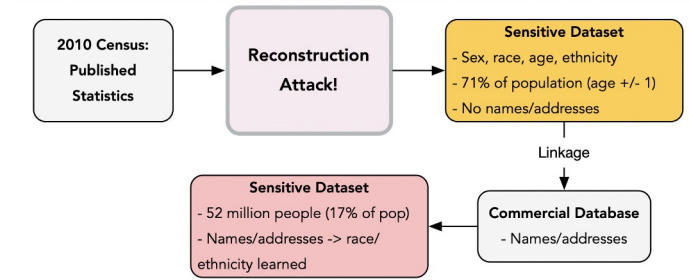 2010 Census:
Published
Statistics
Reconstruction
Attack!
Sensitive Dataset
- Sex, race, age, ethnicity
- 71% of population (age +/- 1)
- No names/addresses
Linkage
Commercial Database
- Names/addresses
Sensitive Dataset
- 52 million people (17% of pop)
- Names/addresses -> race/
ethnicity learned